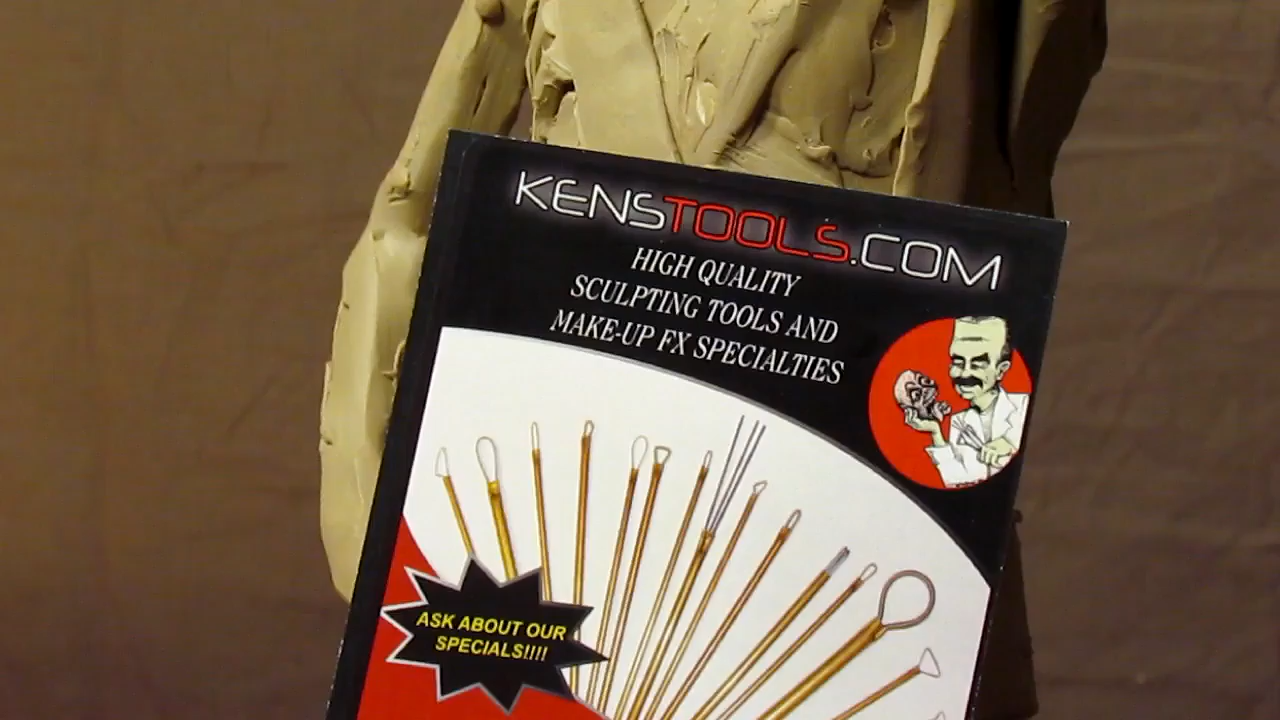 KENSTOOLS.COM
HIGH QUALITY
SCULPTING TOOLS AND
MAKE-UP FX SPECIALTIES
ASK ABOUT OUR
SPECIALS!!!!